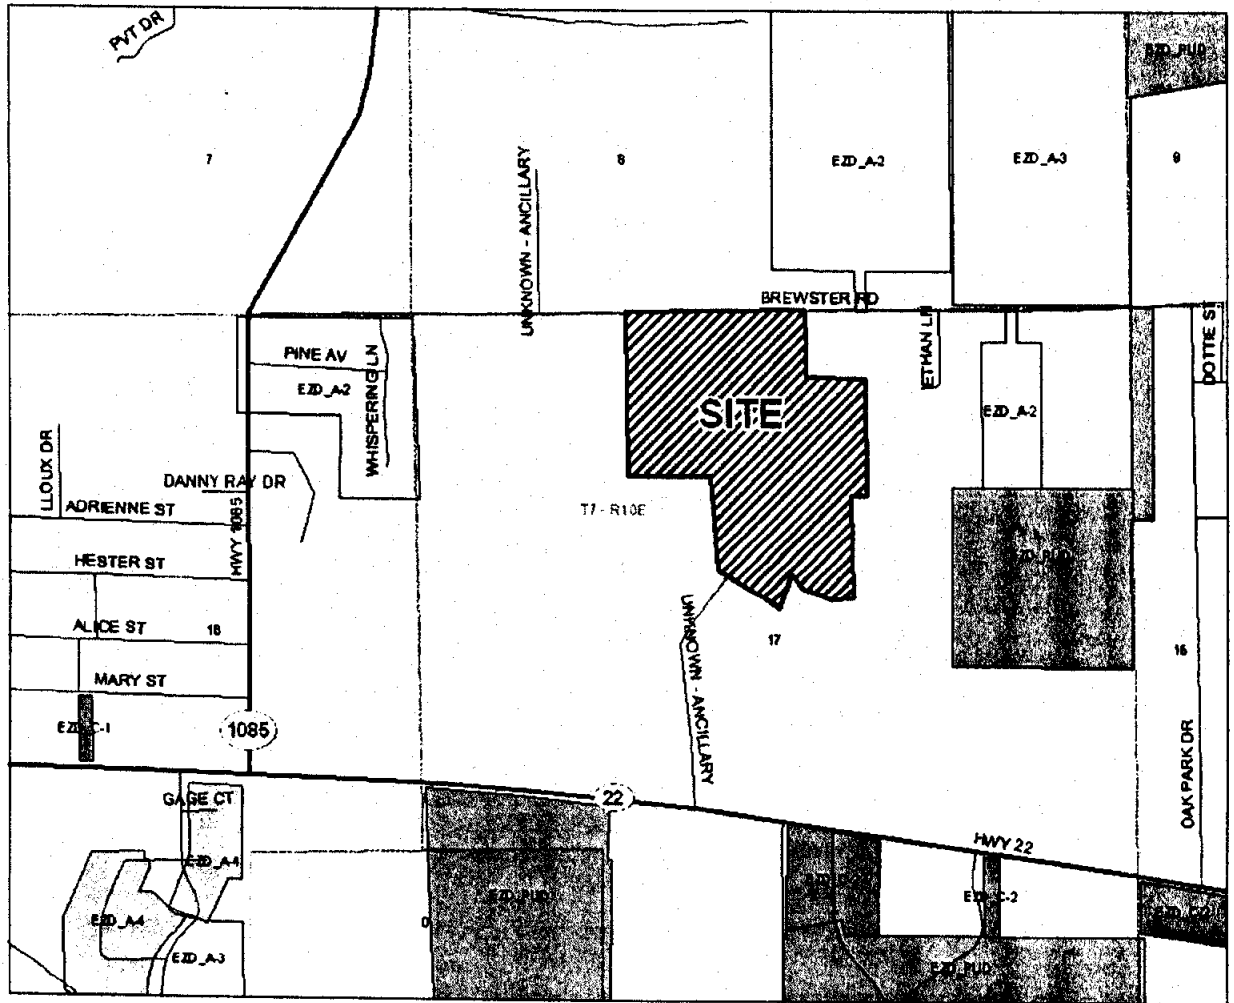 PVT DR
EZD_PUD
7
8
EZD_A-2
EZD_A-3
9
UNKNOWN - ANCILLARY
BREWSTER RD
PINE AV
EZD_A-2
WHISPERING LN
ETHAN LN
DOTTIE ST
SITE
EZD_A-2
LLOUX DR
DANNY RAY DR
ADRIENNE ST
HWY 1085
T7 - R10E
HESTER ST
EZD_PUD
ALICE ST
18
UNKNOWN - ANCILLARY
17
16
MARY ST
EZD_C-1
1085
OAK PARK DR
GAGE CT
22
HWY 22
EZD_A-4
EZD_PUD
EZD_C-2
EZD_A-4
0
EZD_A-3
EZD_PUD